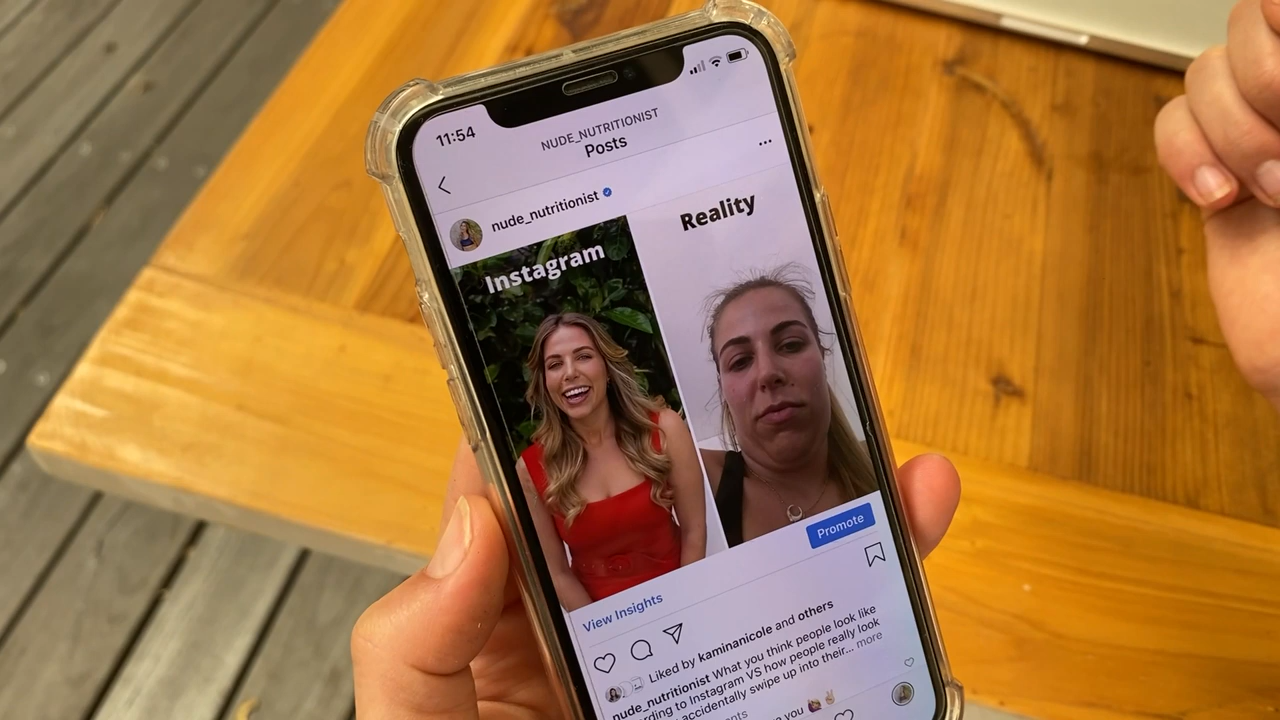 11:54
NUDE_NUTRITIONIST
Posts
nude_nutritionist
Instagram
Reality
Promote
View Insights
Liked by kaminanicole and others
nude_nutritionist What you think people look like
to Instagram VS how people really look
accidentally swipe up into their... more
you